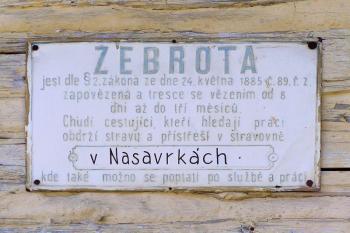 ŽEBROTA
jest dle § 2. zákona ze dne 24. května 1885 č. 89. ř. z.
zapovězena a tresce se vězením od 8
dní až do tří měsíců.
Chudí cestující, kteří hledají práci
obdrží stravu a přístřeší v stravovně
v Nasavrkách.
kde také možno se poptati po službě a práci